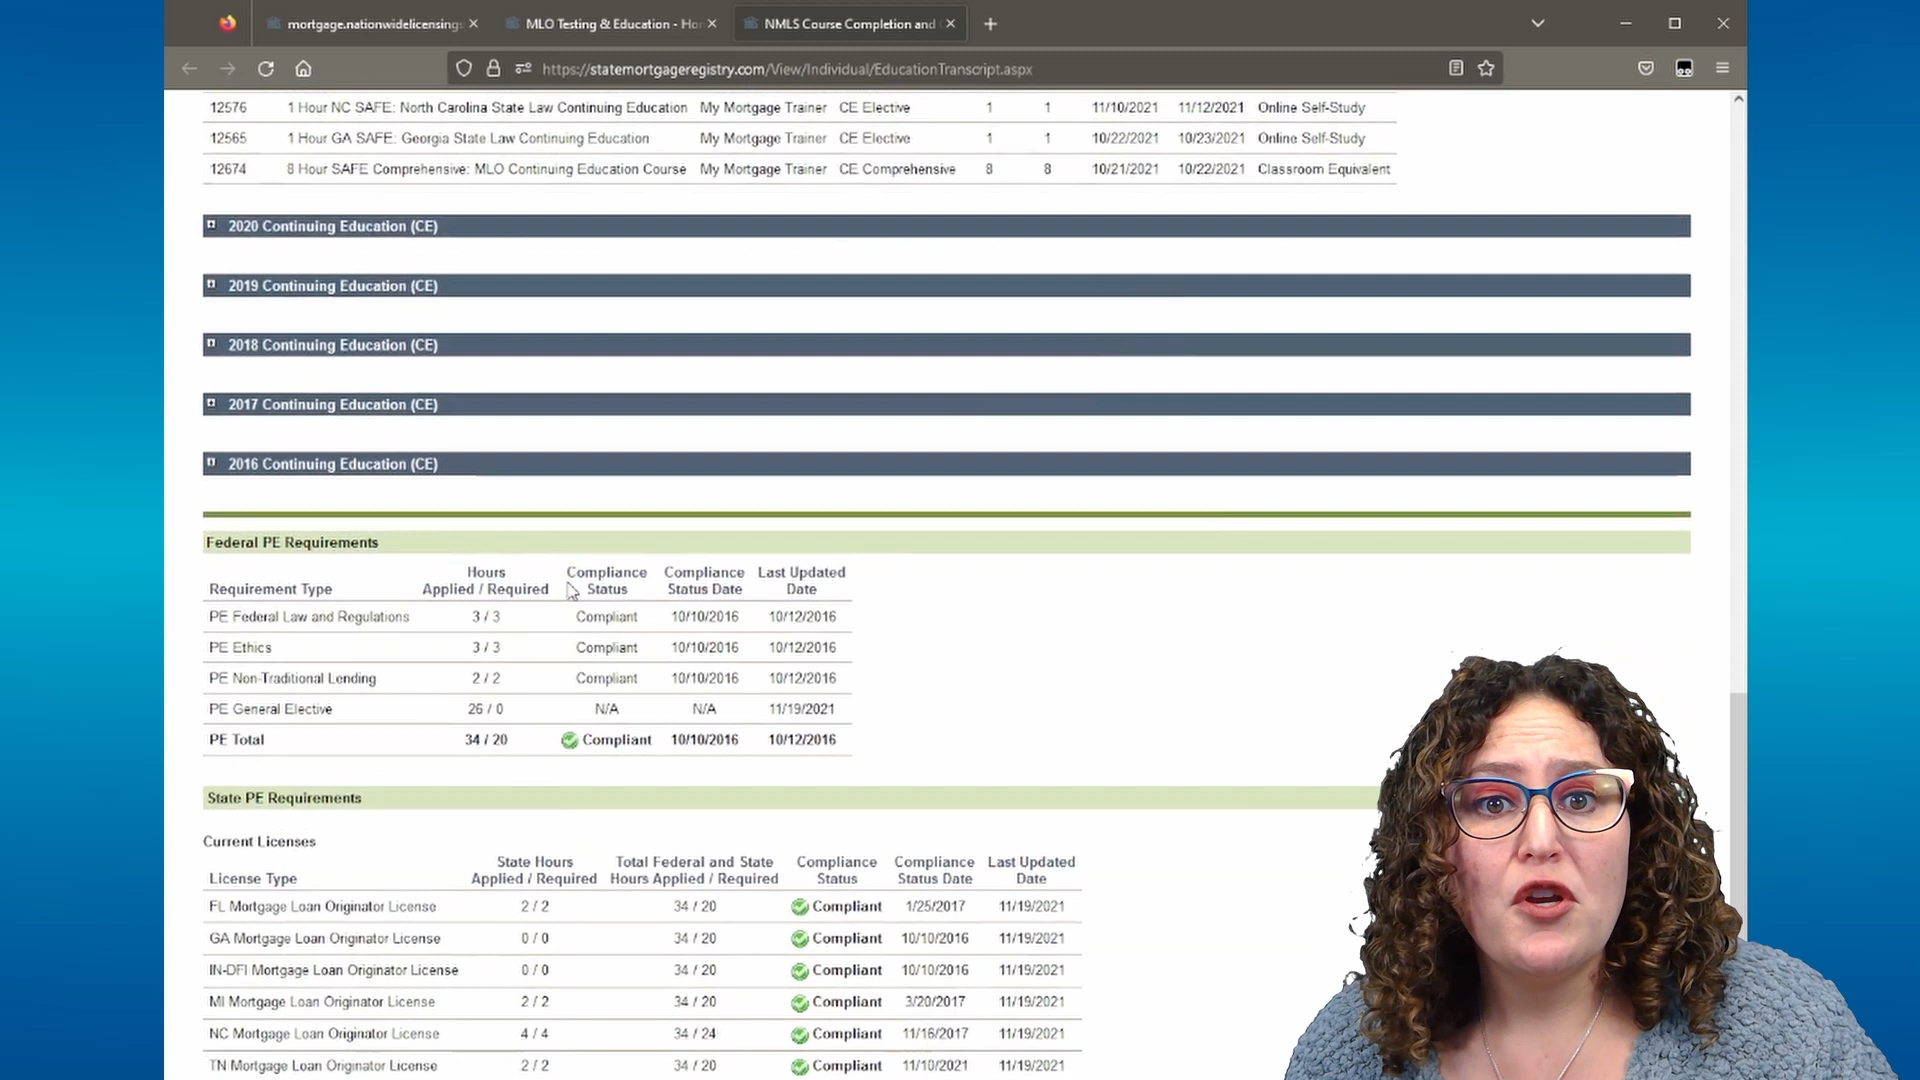 mortgage.nationwidelicensings
MLO Testing & Education - Ho
NMLS Course Completion and
https://statemortgageregistry.com/View/Individual/EducationTranscript.aspx
12576 1 Hour NC SAFE: North Carolina State Law Continuing Education My Mortgage Trainer CE Elective 1 1 11/10/2021 11/12/2021 Online Self-Study
12565 1 Hour GA SAFE: Georgia State Law Continuing Education My Mortgage Trainer CE Elective 1 1 10/22/2021 10/23/2021 Online Self-Study
12674 8 Hour SAFE Comprehensive: MLO Continuing Education Course My Mortgage Trainer CE Comprehensive 8 8 10/21/2021 10/22/2021 Classroom Equivalent
2020 Continuing Education (CE)
2019 Continuing Education (CE)
2018 Continuing Education (CE)
2017 Continuing Education (CE)
2016 Continuing Education (CE)
Federal PE Requirements
Hours Compliance Compliance Last Updated
Requirement Type Applied / Required Status Status Date Date
PE Federal Law and Regulations 3 / 3 Compliant 10/10/2016 10/12/2016
PE Ethics 3 / 3 Compliant 10/10/2016 10/12/2016
PE Non-Traditional Lending 2 / 2 Compliant 10/10/2016 10/12/2016
PE General Elective 26 / 0 N/A N/A 11/19/2021
PE Total 34 / 20 Compliant 10/10/2016 10/12/2016
State PE Requirements
Current Licenses
State Hours Total Federal and State Compliance Compliance Last Updated
License Type Applied / Required Hours Applied / Required Status Status Date Date
FL Mortgage Loan Originator License 2 / 2 34 / 20 Compliant 1/25/2017 11/19/2021
GA Mortgage Loan Originator License 0 / 0 34 / 20 Compliant 10/10/2016 11/19/2021
IN-DFI Mortgage Loan Originator License 0 / 0 34 / 20 Compliant 10/10/2016 11/19/2021
MI Mortgage Loan Originator License 2 / 2 34 / 20 Compliant 3/20/2017 11/19/2021
NC Mortgage Loan Originator License 4 / 4 34 / 24 Compliant 11/16/2017 11/19/2021
TN Mortgage Loan Originator License 2 / 2 34 / 20 Compliant 11/10/2021 11/19/2021